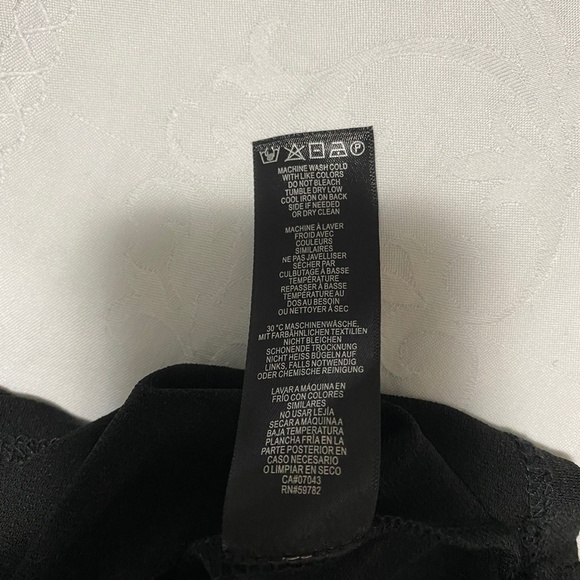 P
MACHINE WASH COLD
WITH LIKE COLORS
DO NOT BLEACH
TUMBLE DRY LOW
COOL IRON ON BACK
SIDE IF NEEDED
OR DRY CLEAN
MACHINE À LAVER
FROID AVEC
COULEURS
SIMILAIRES
NE PAS JAVELLISER
SÉCHER PAR
CULBUTAGE À BASSE
TEMPÉRATURE
REPASSER À BASSE
TEMPÉRATURE AU
DOS AU BESOIN
OU NETTOYER À SEC
30 °C MASCHINENWÄSCHE,
MIT FARBÄHNLICHEN TEXTILIEN
NICHT BLEICHEN
SCHONENDE TROCKNUNG
NICHT HEISS BÜGELN AUF
LINKS, FALLS NOTWENDIG
ODER CHEMISCHE REINIGUNG
LAVAR A MÁQUINA EN
FRÍO CON COLORES
SIMILARES
NO USAR LEJÍA
SECAR A MÁQUINA A
BAJA TEMPERATURA
PLANCHA FRÍA EN LA
PARTE POSTERIOR EN
CASO NECESARIO
O LIMPIAR EN SECO
CA#07043
RN#59782